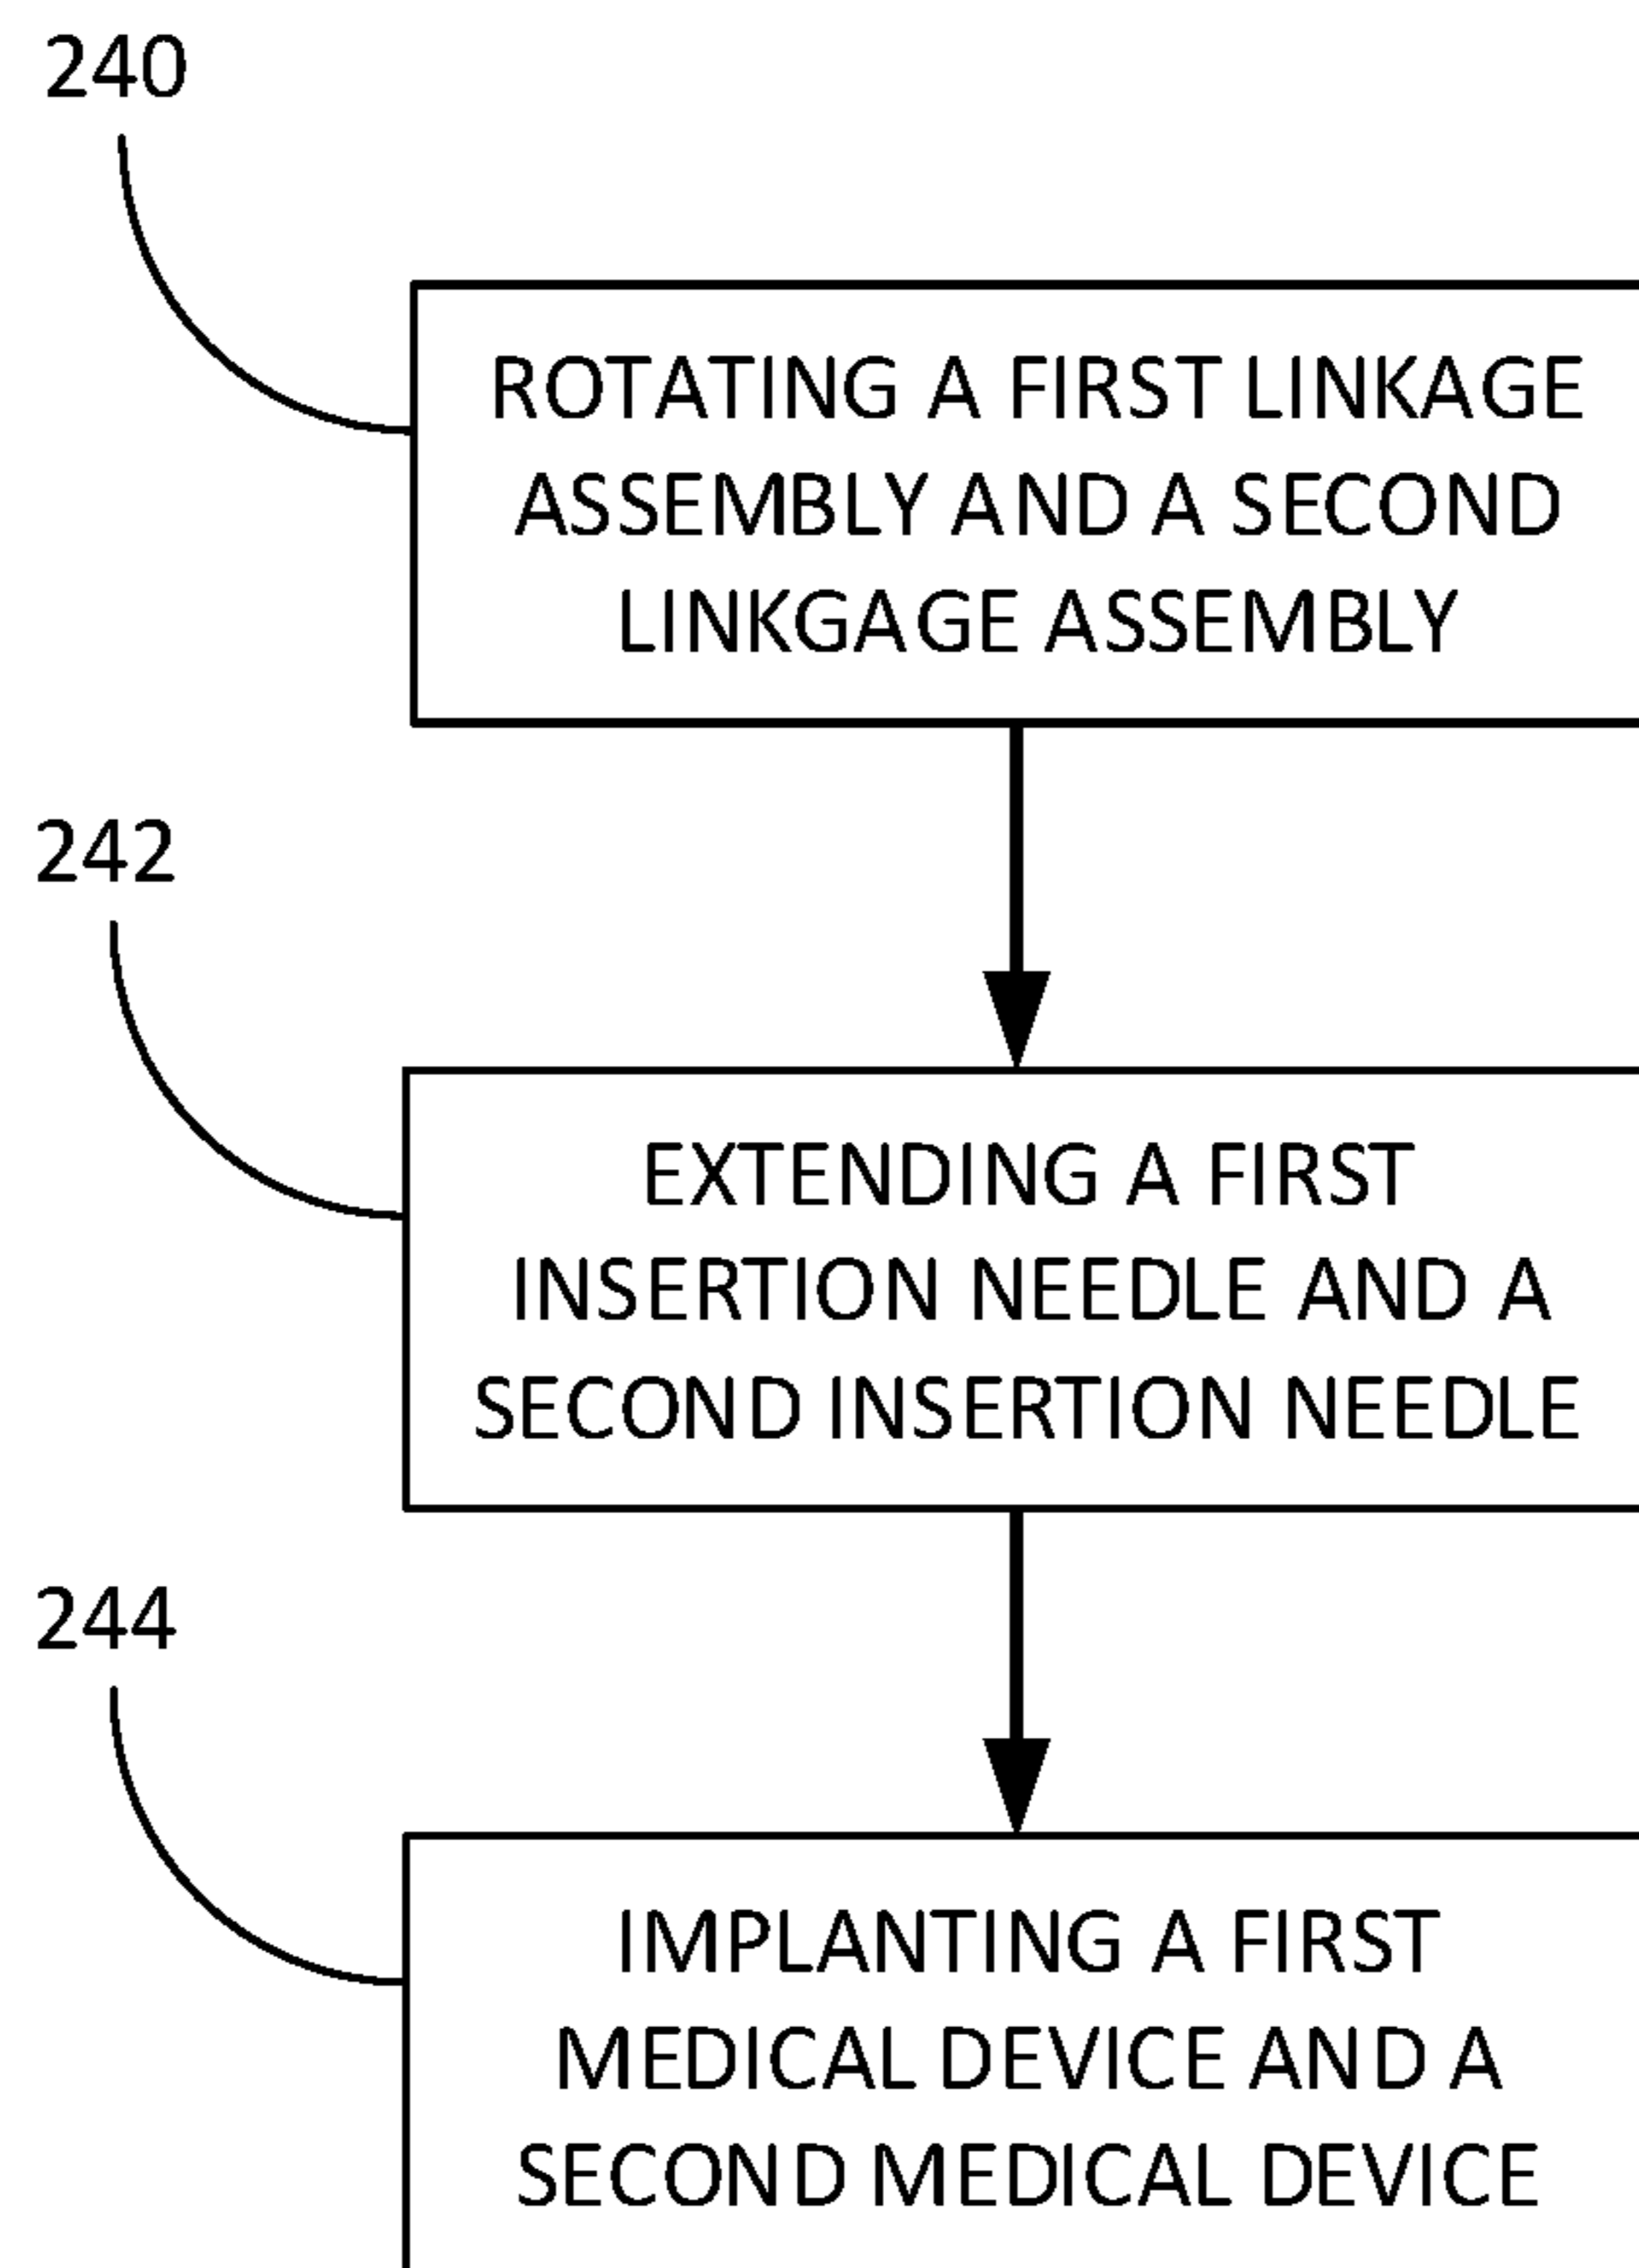 240
ROTATING A FIRST LINKAGE
ASSEMBLY AND A SECOND
LINKGAGE ASSEMBLY
242
EXTENDING A FIRST
INSERTION NEEDLE AND A
SECOND INSERTION NEEDLE
244
IMPLANTING A FIRST
MEDICAL DEVICE AND A
SECOND MEDICAL DEVICE